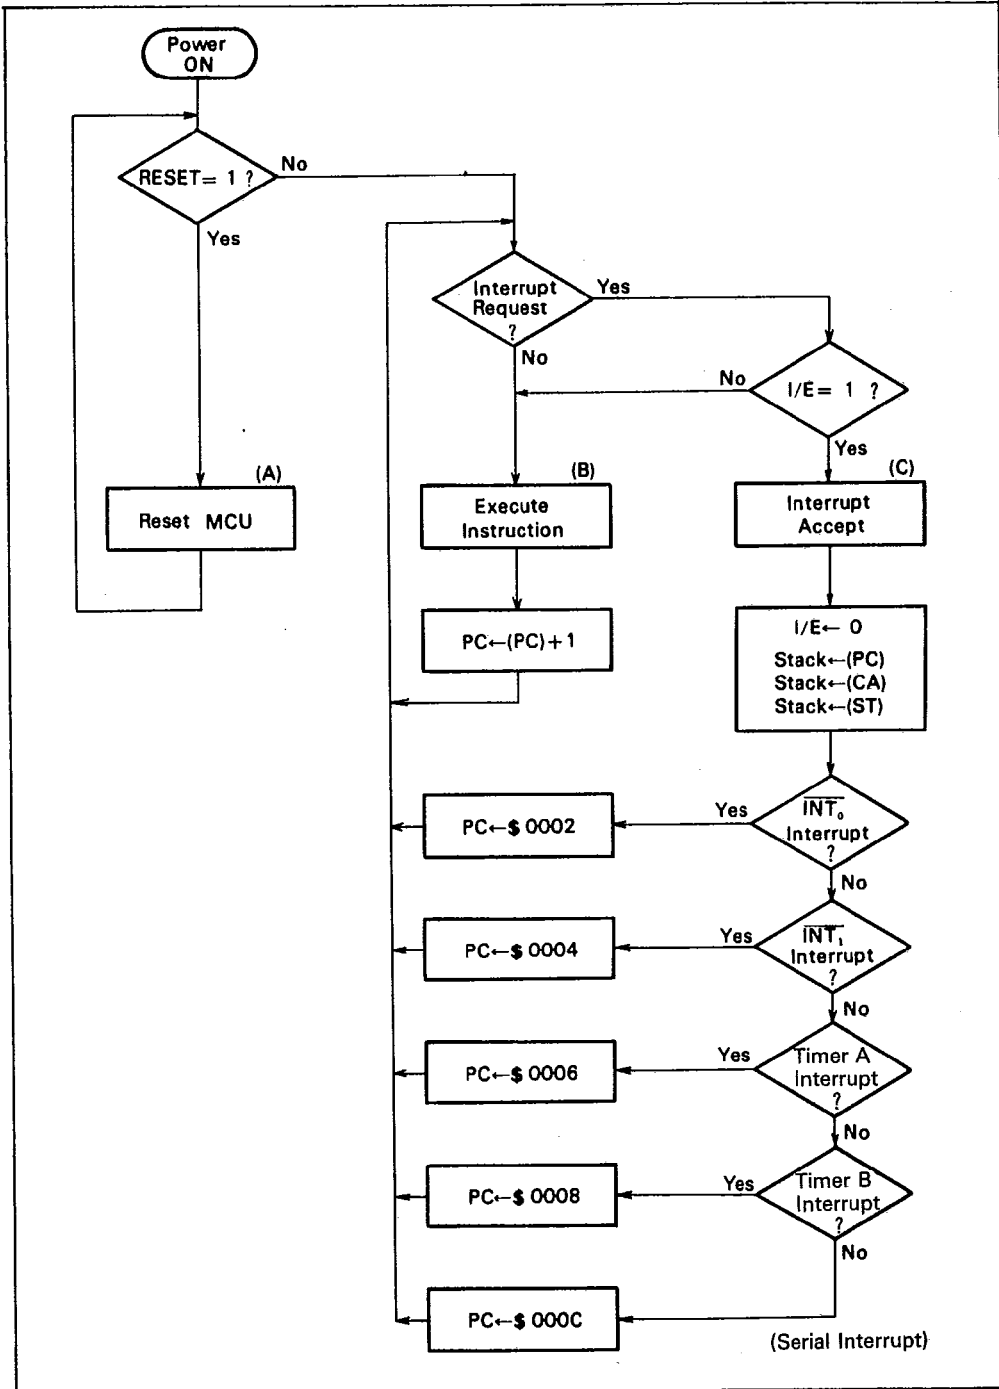 Power
ON
RESET= 1 ?
No
Yes
Interrupt
Request
?
Yes
No
I/E= 1 ?
No
Yes
(A)
Reset MCU
(B)
Execute
Instruction
(C)
Interrupt
Accept
PC←(PC)+1
I/E← 0
Stack←(PC)
Stack←(CA)
Stack←(ST)
PC←$ 0002
Yes
INT₀
Interrupt
?
No
PC←$ 0004
Yes
INT₁
Interrupt
?
No
PC←$ 0006
Yes
Timer A
Interrupt
?
No
PC←$ 0008
Yes
Timer B
Interrupt
?
No
PC←$ 000C
(Serial Interrupt)